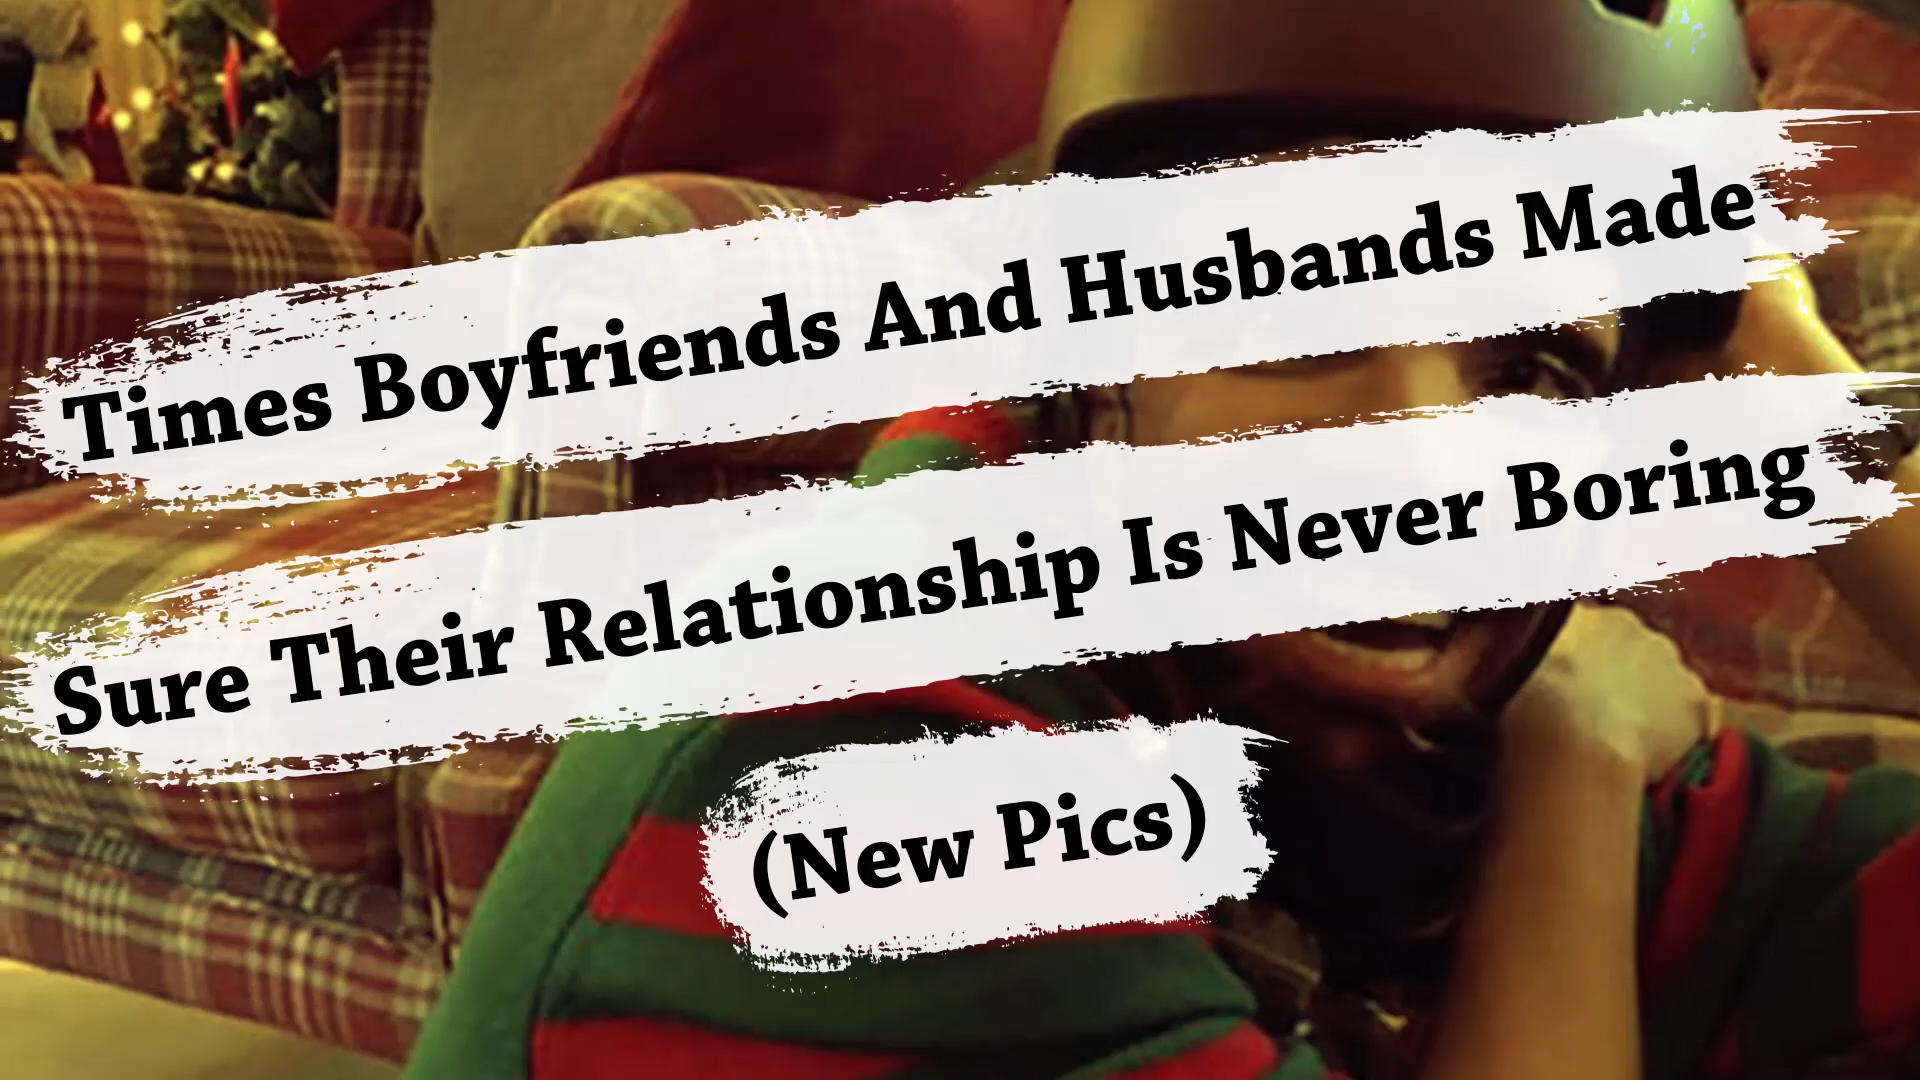 Times Boyfriends And Husbands Made
Sure Their Relationship Is Never Boring
(New Pics)